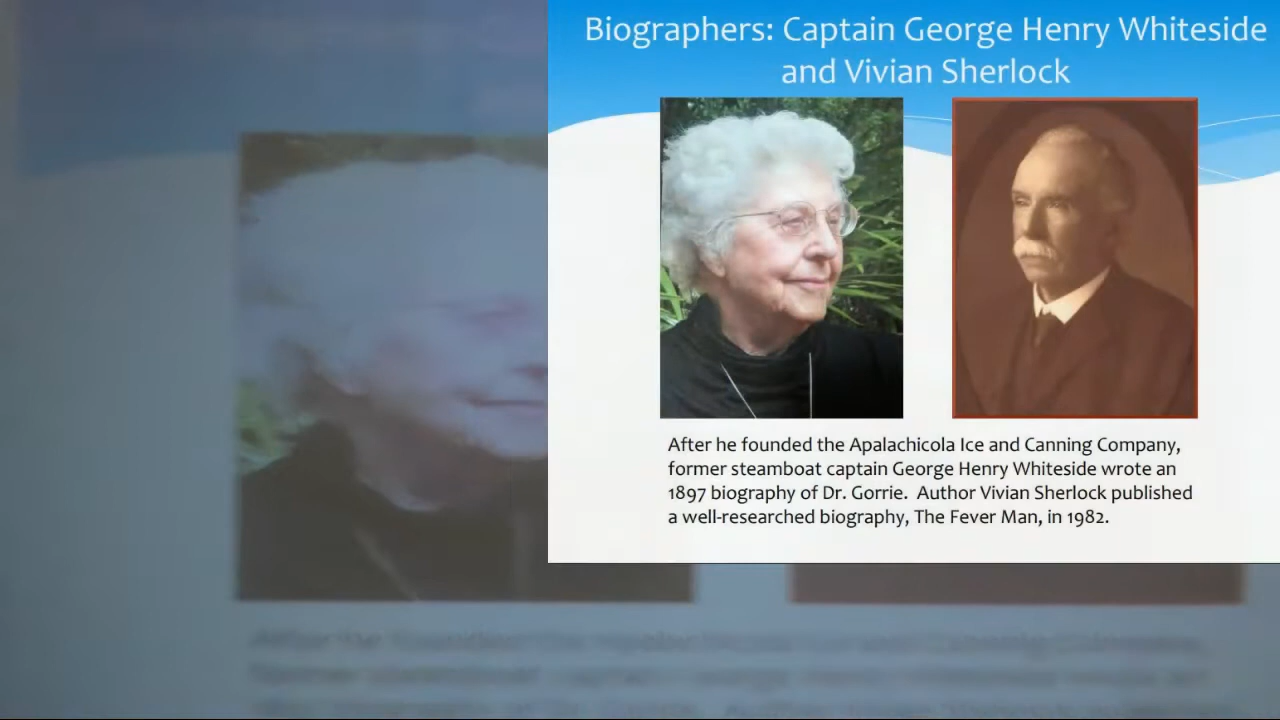 Biographers: Captain George Henry Whiteside
and Vivian Sherlock
After he founded the Apalachicola Ice and Canning Company,
former steamboat captain George Henry Whiteside wrote an
1897 biography of Dr. Gorrie.  Author Vivian Sherlock published
a well-researched biography, The Fever Man, in 1982.